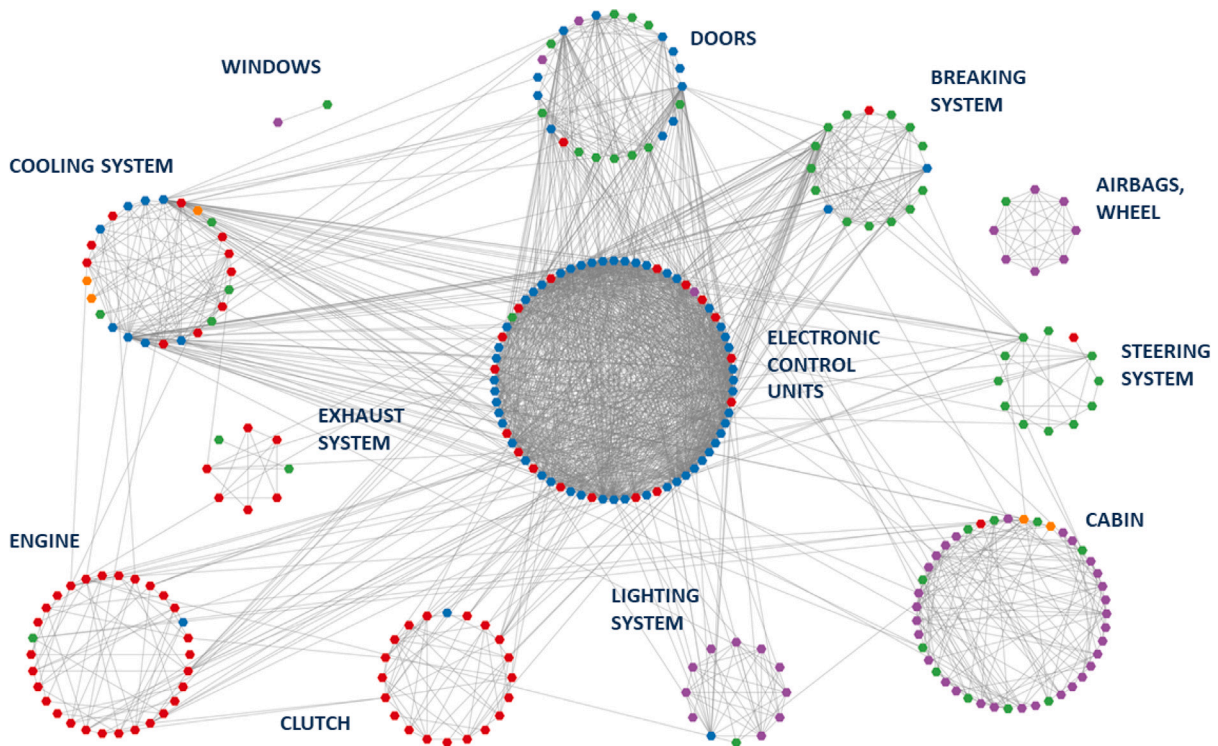 DOORS
WINDOWS
BREAKING
SYSTEM
COOLING SYSTEM
AIRBAGS,
WHEEL
ELECTRONIC
CONTROL
UNITS
STEERING
SYSTEM
EXHAUST
SYSTEM
ENGINE
CABIN
LIGHTING
SYSTEM
CLUTCH